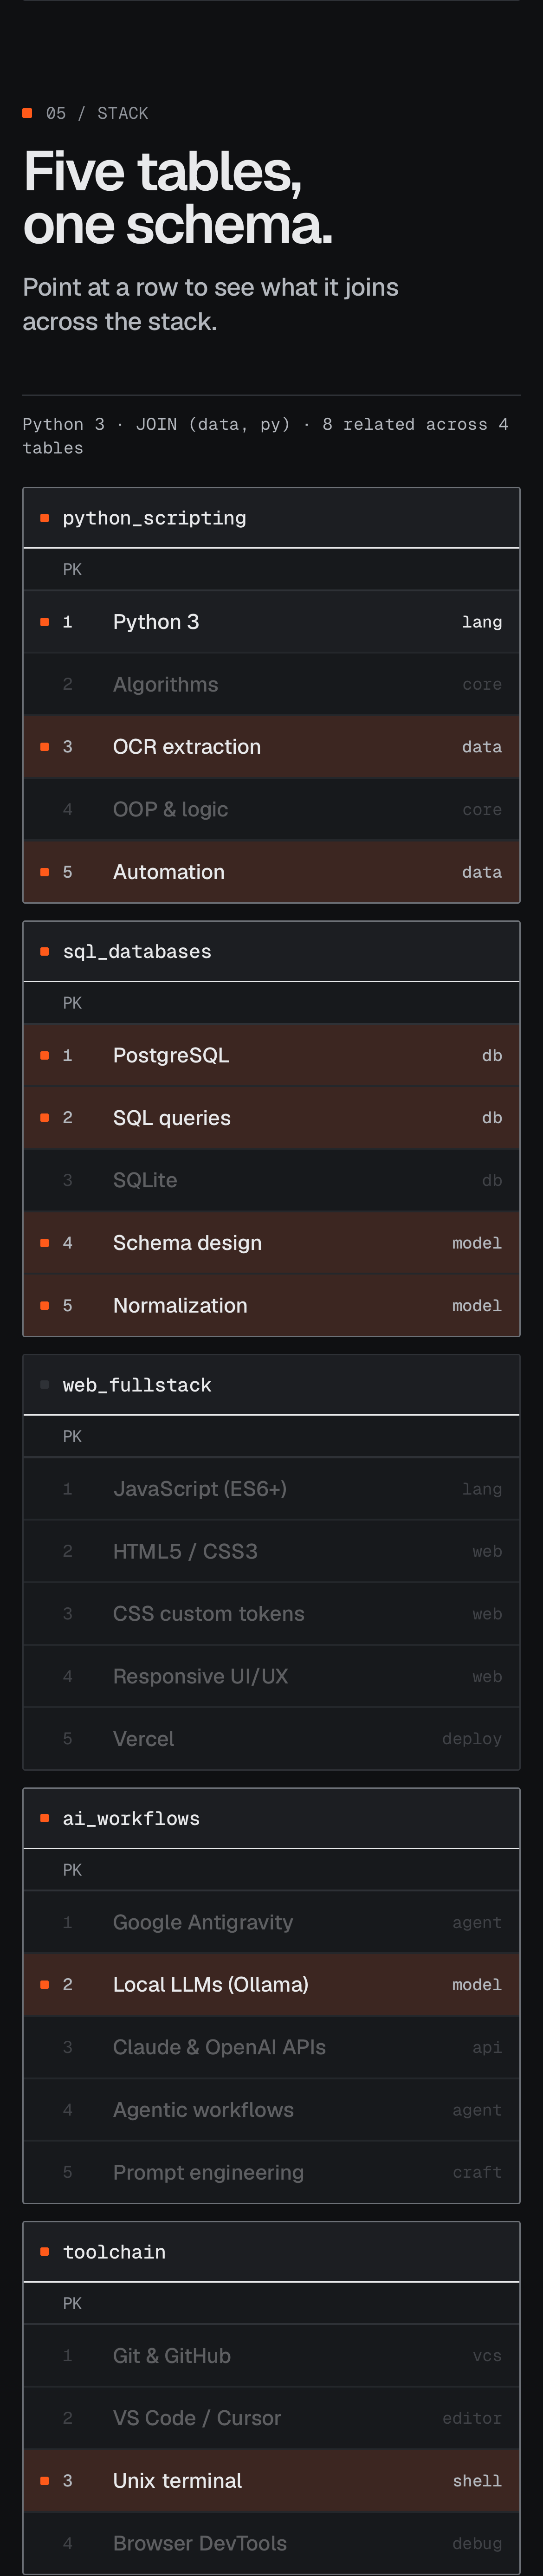 05 / STACK
Five tables,
one schema.
Point at a row to see what it joins
across the stack.
Python 3 · JOIN (data, py) · 8 related across 4
tables
python_scripting
PK
1 Python 3 lang
2 Algorithms core
3 OCR extraction data
4 OOP & logic core
5 Automation data
sql_databases
PK
1 PostgreSQL db
2 SQL queries db
3 SQLite db
4 Schema design model
5 Normalization model
web_fullstack
PK
1 JavaScript (ES6+) lang
2 HTML5 / CSS3 web
3 CSS custom tokens web
4 Responsive UI/UX web
5 Vercel deploy
ai_workflows
PK
1 Google Antigravity agent
2 Local LLMs (Ollama) model
3 Claude & OpenAI APIs api
4 Agentic workflows agent
5 Prompt engineering craft
toolchain
PK
1 Git & GitHub vcs
2 VS Code / Cursor editor
3 Unix terminal shell
4 Browser DevTools debug